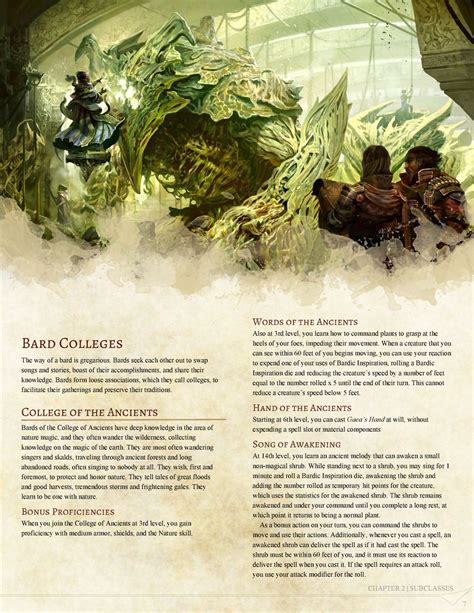 BARD COLLEGES
The way of a bard is gregarious. Bards seek each other out to swap
songs and stories, boast of their accomplishments, and share their
knowledge. Bards form loose associations, which they call colleges, to
facilitate their gatherings and preserve their traditions.
COLLEGE OF THE ANCIENTS
Bards of the College of Ancients have deep knowledge in the area of
nature magic, and they often wander the wilderness, collecting
knowledge on the magic of the earth. They are most often wandering
singers and skalds, traveling through ancient forests and long
abandoned roads, often singing to nobody at all. They wish, first and
foremost, to protect and honor nature. They tell tales of great floods
and good harvests, tremendous storms and frightening gales. They
learn to be one with nature.
BONUS PROFICIENCIES
When you join the College of Ancients at 3rd level, you gain
proficiency with medium armor, shields, and the Nature skill.
WORDS OF THE ANCIENTS
Also at 3rd level, you learn how to command plants to grasp at the
heels of your foes, impeding their movement. When a creature that you
can see within 60 feet of you begins moving, you can use your reaction
to expend one of your uses of Bardic Inspiration, rolling a Bardic
Inspiration die and reducing the creature's speed by a number of feet
equal to the number rolled x 5 until the end of their turn. This cannot
reduce a creature's speed below 5 feet.
HAND OF THE ANCIENTS
Starting at 6th level, you can cast Gaea's Hand at will, without
expending a spell slot or material components
SONG OF AWAKENING
At 14th level, you learn an ancient melody that can awaken a small
non-magical shrub. While standing next to a shrub, you may sing for 1
minute and roll a Bardic Inspiration die, awakening the shrub and
adding the number rolled as temporary hit points for the creature,
which uses the statistics for the awakened shrub. The shrub remains
awakened and under your command until you complete a long rest, at
which point it returns to being a normal plant.
As a bonus action on your turn, you can command the shrubs to
move and use their actions. Additionally, whenever you cast a spell, an
awakened shrub can deliver the spell as if it had cast the spell. The
shrub must be within 60 feet of you, and it must use its reaction to
deliver the spell when you cast it. If the spell requires an attack roll,
you use your attack modifier for the roll.
CHAPTER 2 | SUBCLASSES
7